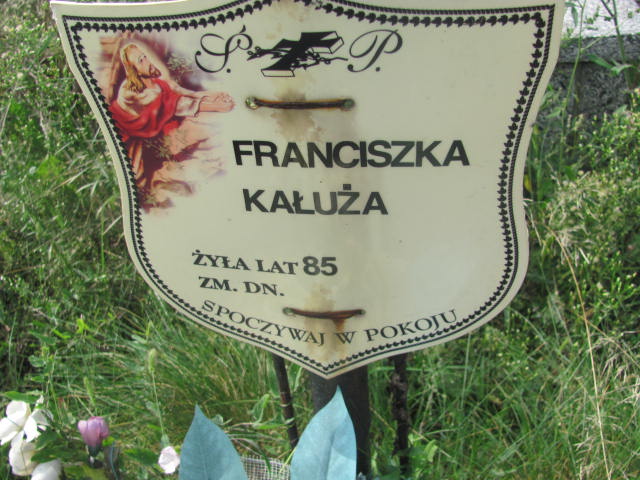 Ś. P.
FRANCISZKA
KAŁUŻA
ŻYŁA LAT 85
ZM. DN.
SPOCZYWAJ W POKOJU